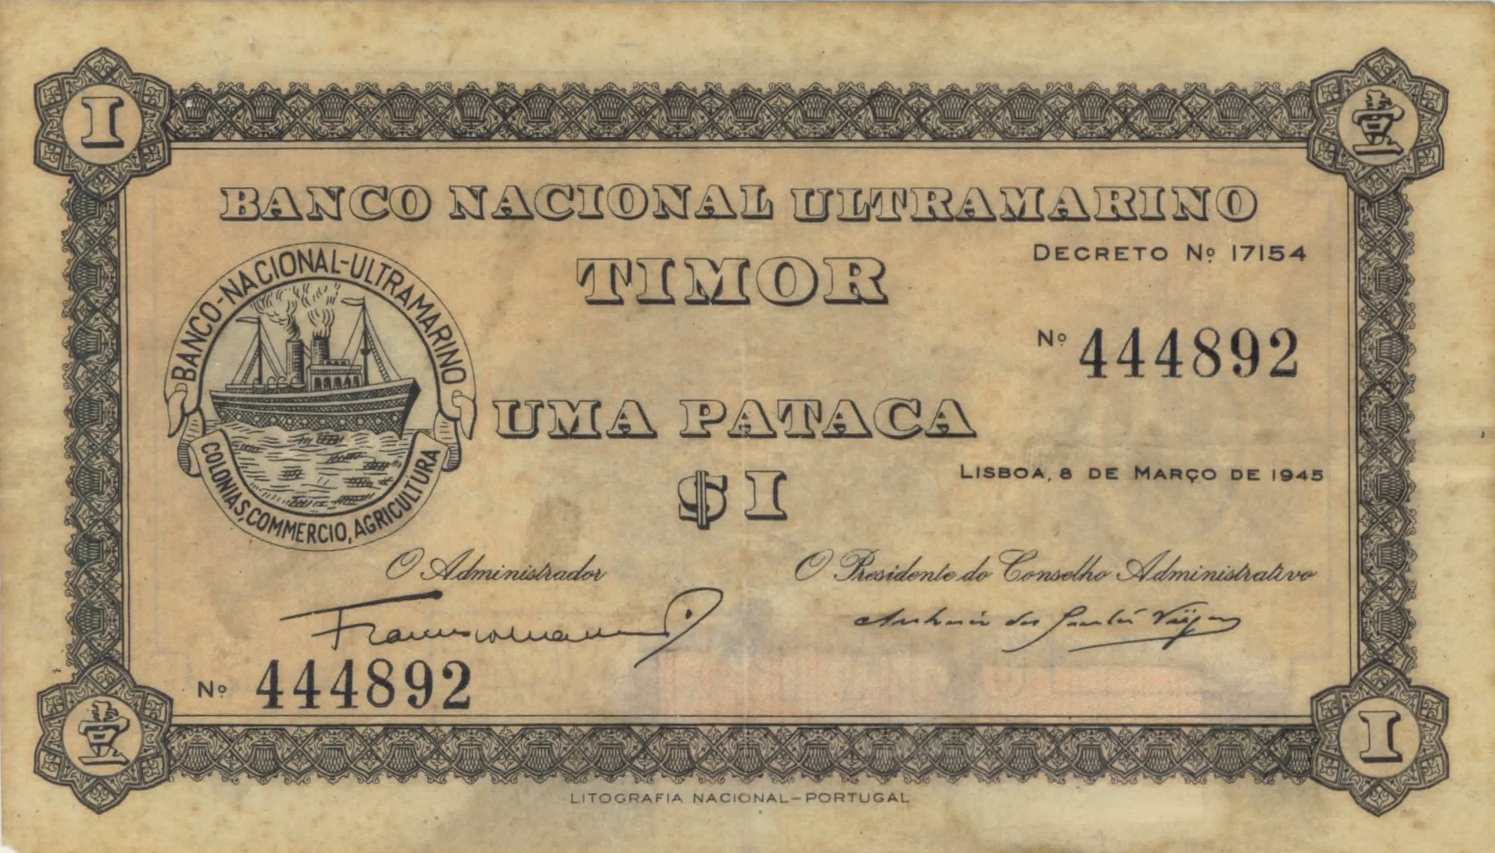 I 壹
BANCO NACIONAL ULTRAMARINO
DECRETO Nº 17154
TIMOR
Nº 444892
BANCO-NACIONAL-ULTRAMARINO
COLONIAS, COMMERCIO, AGRICULTURA
UMA PATACA
LISBOA, 8 DE MARÇO DE 1945
$1
O Administrador
O Presidente do Conselho Administrativo
Nº 444892
壹 I
LITOGRAFIA NACIONAL-PORTUGAL